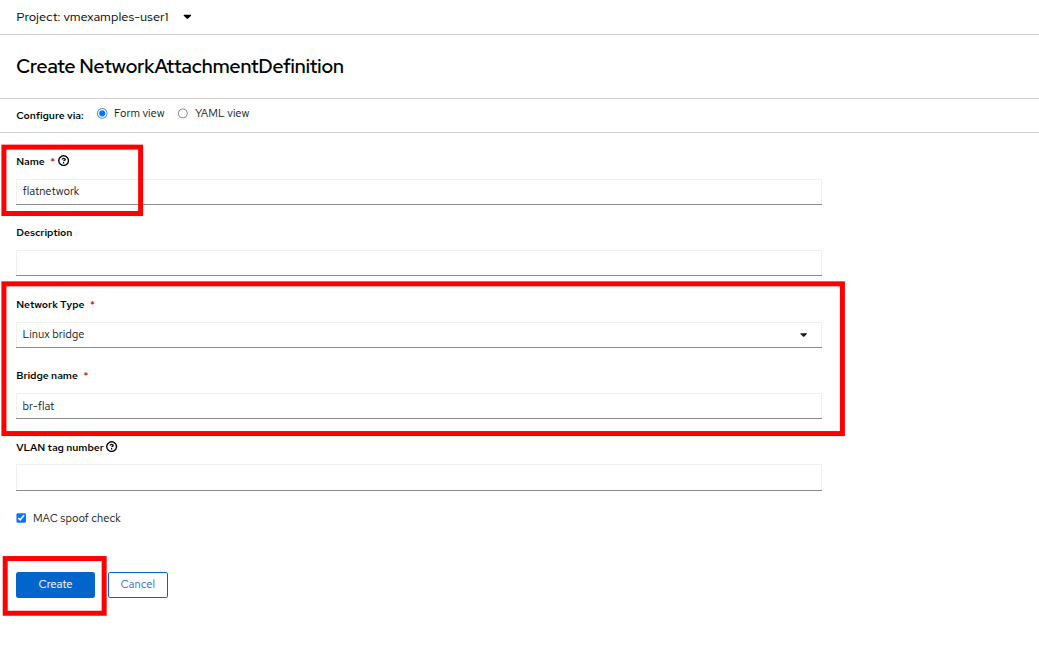 Project: vmexamples-user1
Create NetworkAttachmentDefinition
Configure via: Form view YAML view
Name *
flatnetwork
Description
Network Type *
Linux bridge
Bridge name *
br-flat
VLAN tag number
MAC spoof check
Create Cancel